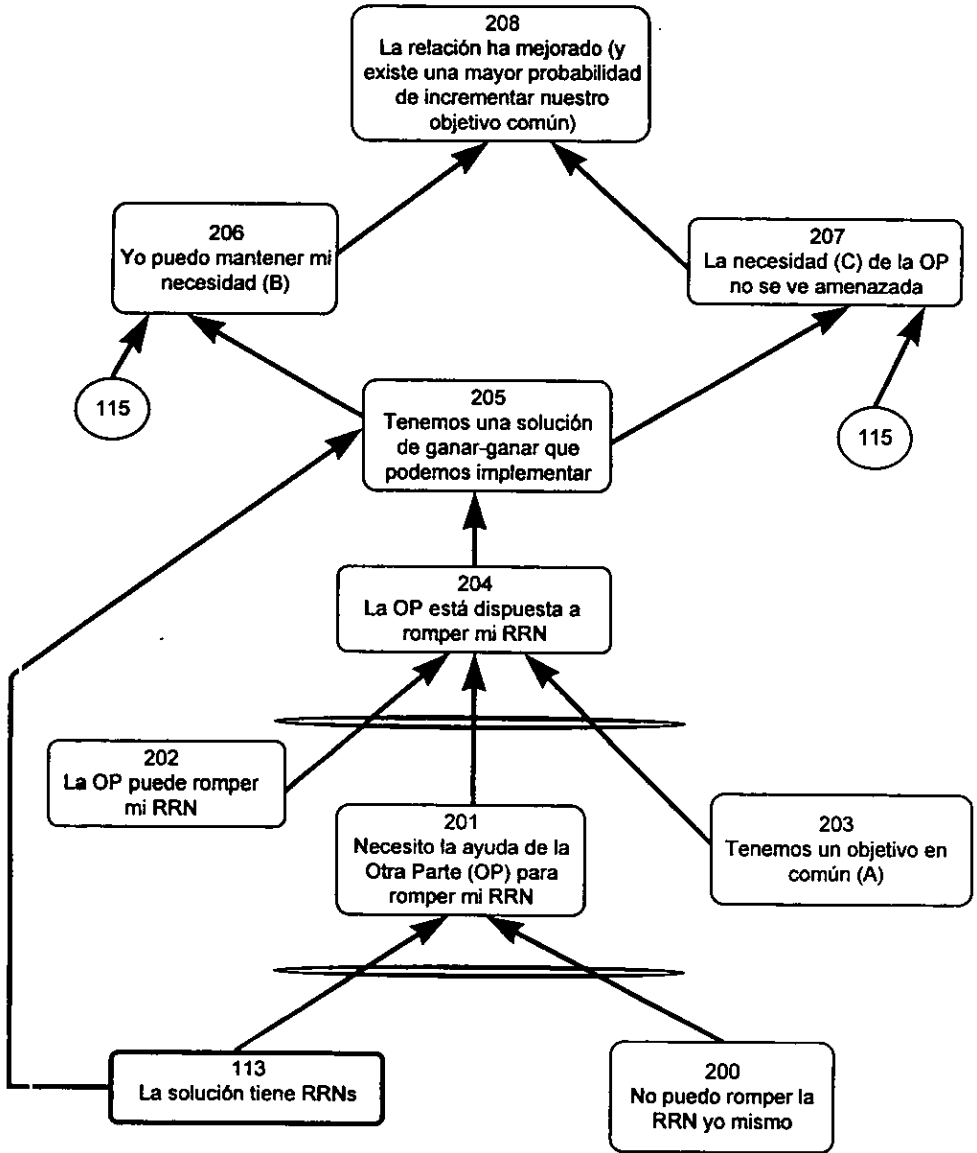 208
La relación ha mejorado (y
existe una mayor probabilidad
de incrementar nuestro
objetivo común)
206
Yo puedo mantener mi
necesidad (B)
207
La necesidad (C) de la OP
no se ve amenazada
115
205
Tenemos una solución
de ganar-ganar que
podemos implementar
115
204
La OP está dispuesta a
romper mi RRN
202
La OP puede romper
mi RRN
201
Necesito la ayuda de la
Otra Parte (OP) para
romper mi RRN
203
Tenemos un objetivo en
común (A)
113
La solución tiene RRNs
200
No puedo romper la
RRN yo mismo